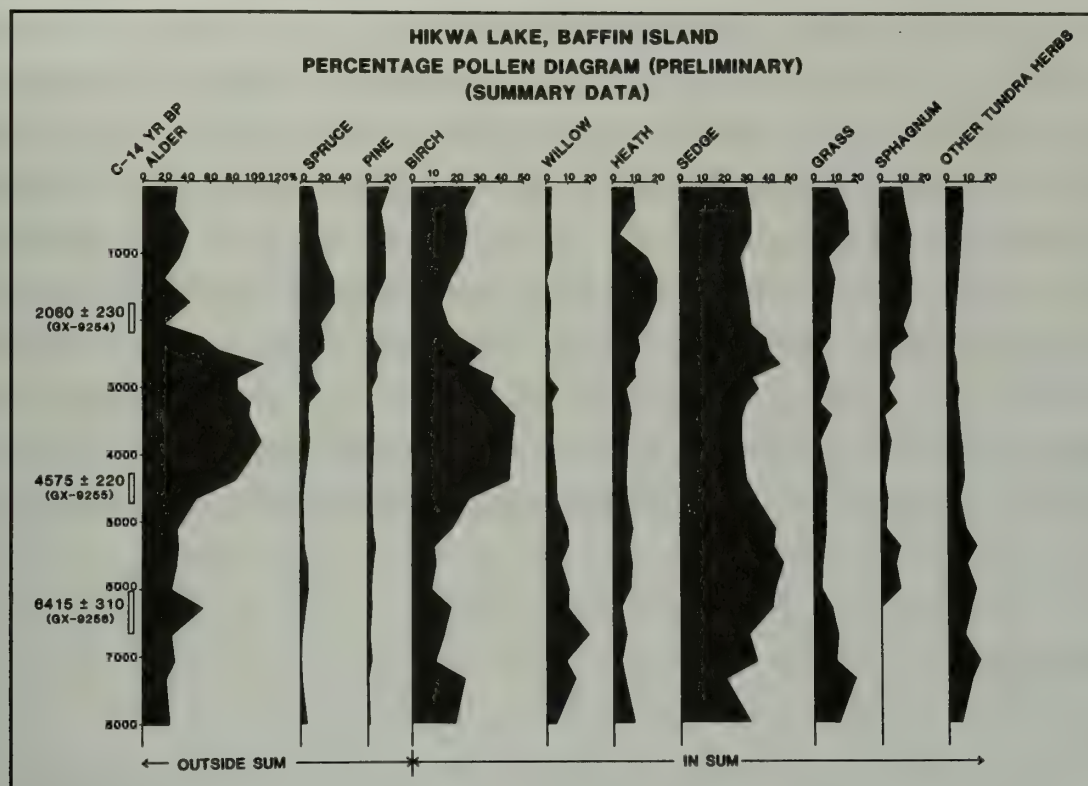 HIKWA LAKE, BAFFIN ISLAND
PERCENTAGE POLLEN DIAGRAM (PRELIMINARY)
(SUMMARY DATA)
C-14 YR BP
ALDER
SPRUCE
PINE
BIRCH
WILLOW
HEATH
SEDGE
GRASS
SPHAGNUM
OTHER TUNDRA HERBS
0 20 40 60 80 100 120%
0 20 40
0 20
0 10 20 30 40 50
0 10 20
0 10 20
0 10 20 30 40 50
0 10 20
0 10 20
0 10 20
1000
2060 ± 230
(GX-9254)
3000
4000
4575 ± 220
(GX-9255)
5000
6000
6415 ± 310
(GX-9256)
7000
8000
OUTSIDE SUM
IN SUM